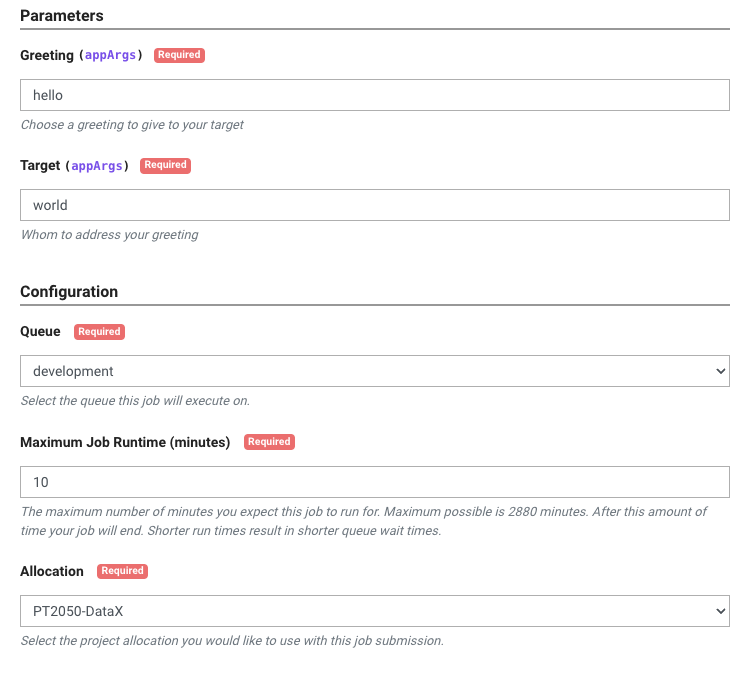 Parameters
Greeting (appArgs) Required
hello
Choose a greeting to give to your target
Target (appArgs) Required
world
Whom to address your greeting
Configuration
Queue Required
development
Select the queue this job will execute on.
Maximum Job Runtime (minutes) Required
10
The maximum number of minutes you expect this job to run for. Maximum possible is 2880 minutes. After this amount of
time your job will end. Shorter run times result in shorter queue wait times.
Allocation Required
PT2050-DataX
Select the project allocation you would like to use with this job submission.